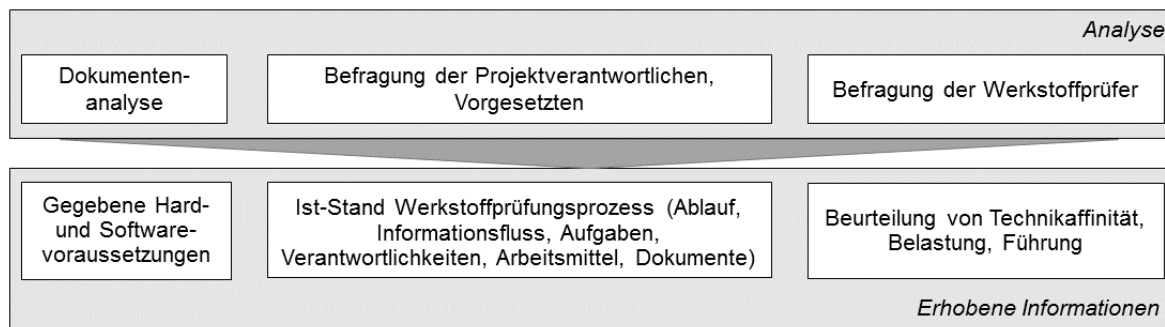 Analyse
Dokumenten-
analyse
Befragung der Projektverantwortlichen,
Vorgesetzten
Befragung der Werkstoffprüfer
Gegebene Hard-
und Software-
voraussetzungen
Ist-Stand Werkstoffprüfungsprozess (Ablauf,
Informationsfluss, Aufgaben,
Verantwortlichkeiten, Arbeitsmittel, Dokumente)
Beurteilung von Technikaffinität,
Belastung, Führung
Erhobene Informationen